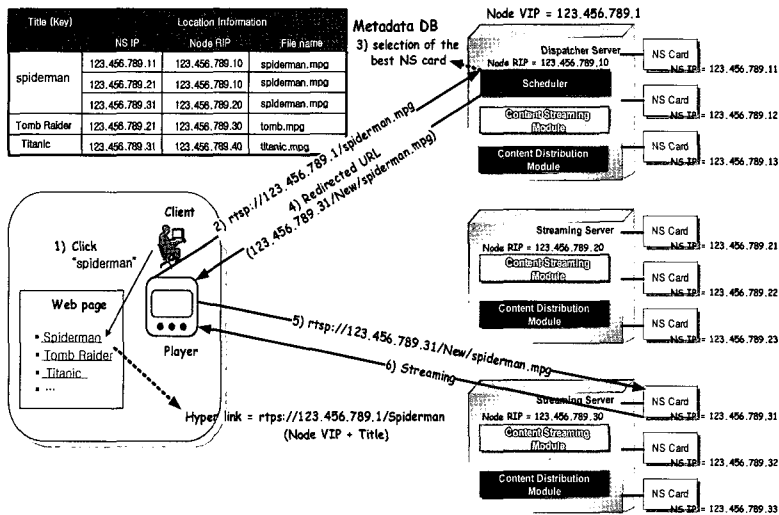 Title (Key)
Location Information
NS IP
Node RIP
File name
spiderman
123.456.789.11
123.456.789.10
spiderman.mpg
123.456.789.21
123.456.789.10
spiderman.mpg
123.456.789.31
123.456.789.20
spiderman.mpg
Tomb Raider
123.456.789.21
123.456.789.30
tomb.mpg
Titanic
123.456.789.31
123.456.789.40
titanic.mpg
Metadata DB
3) selection of the
best NS card
Node VIP = 123.456.789.1
Dispatcher Server
Node RIP = 123.456.789.10
Scheduler
Content Streaming
Module
Content Distribution
Module
NS Card
NS IP = 123.456.789.11
NS Card
NS IP = 123.456.789.12
NS Card
NS IP = 123.456.789.13
2) rtsp://123.456.789.1/spiderman.mpg
4) Redirected URL
(123.456.789.31/New/spiderman.mpg)
Client
1) Click
"spiderman"
Web page
▪ Spiderman
▪ Tomb Raider
▪ Titanic
▪ ...
Player
Hyper link = rtps://123.456.789.1/Spiderman
(Node VIP + Title)
5) rtsp://123.456.789.31/New/spiderman.mpg
6) Streaming
Streaming Server
Node RIP = 123.456.789.20
Content Streaming
Module
Content Distribution
Module
NS Card
NS IP = 123.456.789.21
NS Card
NS IP = 123.456.789.22
NS Card
NS IP = 123.456.789.23
Streaming Server
Node RIP = 123.456.789.30
Content Streaming
Module
Content Distribution
Module
NS Card
NS IP = 123.456.789.31
NS Card
NS IP = 123.456.789.32
NS Card
NS IP = 123.456.789.33